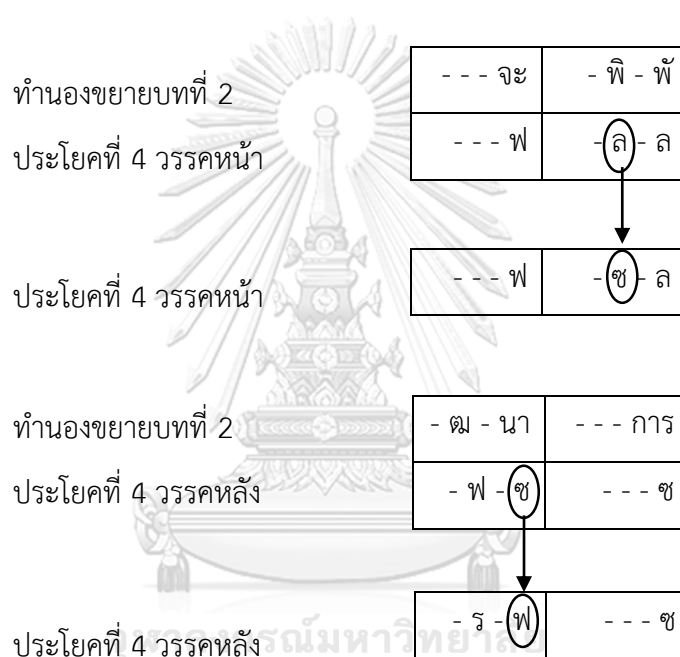 - - - จะ - พิ - พั
ทำนองขยายบทที่ 2
ประโยคที่ 4 วรรคหน้า - - - ฟ - ล - ล
ประโยคที่ 4 วรรคหน้า - - - ฟ - ซ - ล
ทำนองขยายบทที่ 2 - ฒ - นา - - - การ
ประโยคที่ 4 วรรคหลัง - ฟ - ซ - - - ซ
ประโยคที่ 4 วรรคหลัง - ร - ฟ - - - ซ